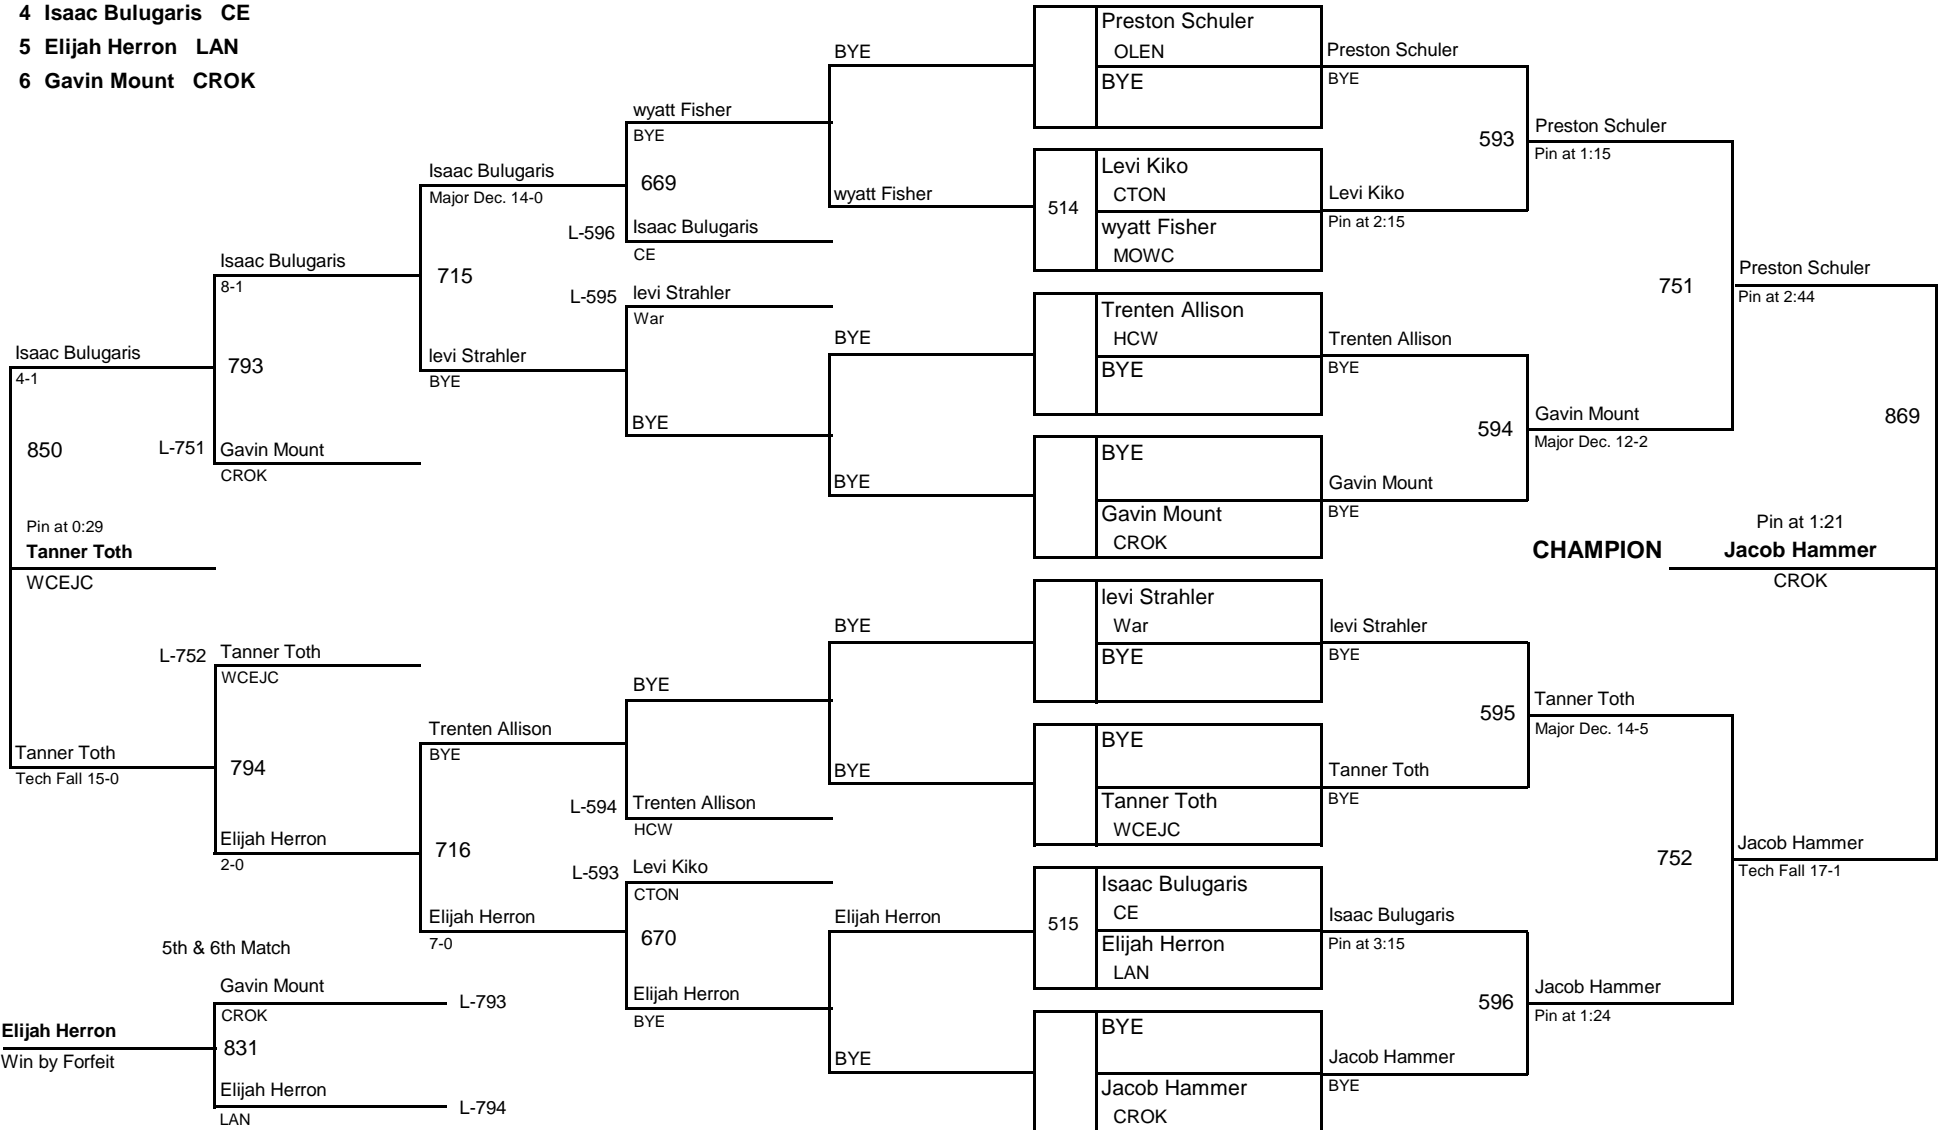 4 Isaac Bulugaris CE
5 Elijah Herron LAN
6 Gavin Mount CROK
Preston Schuler
OLEN
BYE
Levi Kiko
CTON
514
wyatt Fisher
MOWC
Trenten Allison
HCW
BYE
BYE
Gavin Mount
CROK
levi Strahler
War
BYE
BYE
Tanner Toth
WCEJC
Isaac Bulugaris
CE
515
Elijah Herron
LAN
BYE
Jacob Hammer
CROK
Preston Schuler
BYE
593
Levi Kiko
Pin at 2:15
Trenten Allison
BYE
594
Gavin Mount
BYE
levi Strahler
BYE
595
Tanner Toth
BYE
Isaac Bulugaris
Pin at 3:15
596
Jacob Hammer
BYE
Preston Schuler
Pin at 1:15
751
Gavin Mount
Major Dec. 12-2
Tanner Toth
Major Dec. 14-5
752
Jacob Hammer
Pin at 1:24
Preston Schuler
Pin at 2:44
869
Pin at 1:21
CHAMPION Jacob Hammer
CROK
Jacob Hammer
Tech Fall 17-1
BYE
wyatt Fisher
BYE
BYE
BYE
BYE
Elijah Herron
BYE
wyatt Fisher
BYE
669
L-596 Isaac Bulugaris
CE
L-595 levi Strahler
War
BYE
BYE
L-594 Trenten Allison
HCW
L-593 Levi Kiko
CTON
670
Elijah Herron
BYE
Isaac Bulugaris
Major Dec. 14-0
715
levi Strahler
BYE
Trenten Allison
BYE
716
Elijah Herron
7-0
Isaac Bulugaris
8-1
793
L-751 Gavin Mount
CROK
L-752 Tanner Toth
WCEJC
794
Elijah Herron
2-0
Isaac Bulugaris
4-1
850
Pin at 0:29
Tanner Toth
WCEJC
Tanner Toth
Tech Fall 15-0
5th & 6th Match
Gavin Mount L-793
CROK
Elijah Herron
831
Win by Forfeit
Elijah Herron L-794
LAN